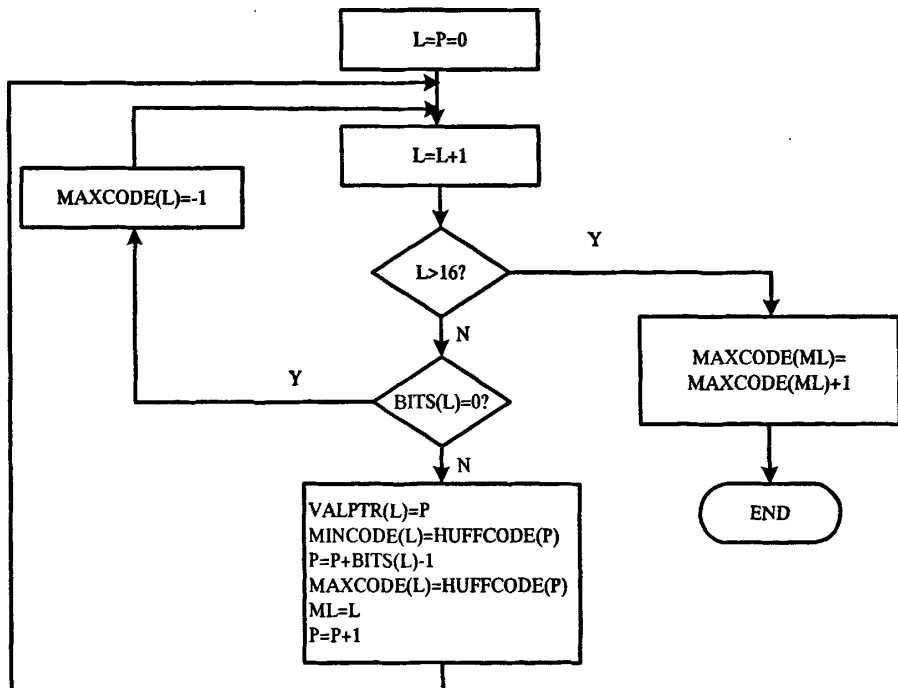 L=P=0
L=L+1
MAXCODE(L)=-1
L>16?
Y
N
MAXCODE(ML)=
MAXCODE(ML)+1
Y
BITS(L)=0?
N
END
VALPTR(L)=P
MINCODE(L)=HUFFCODE(P)
P=P+BITS(L)-1
MAXCODE(L)=HUFFCODE(P)
ML=L
P=P+1